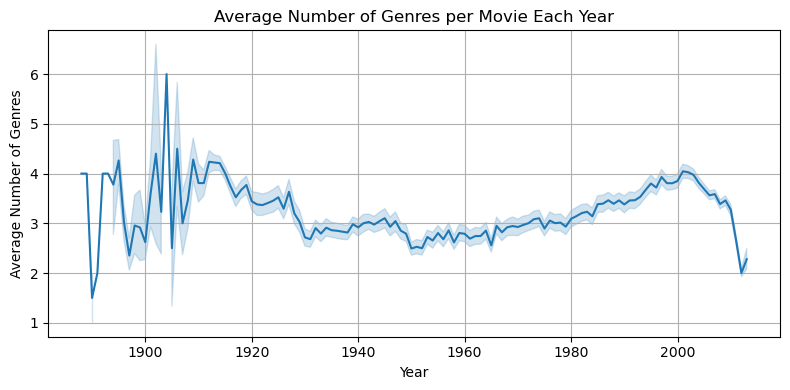 Average Number of Genres per Movie Each Year
Average Number of Genres
6
5
4
3
2
1
1900 1920 1940 1960 1980 2000
Year